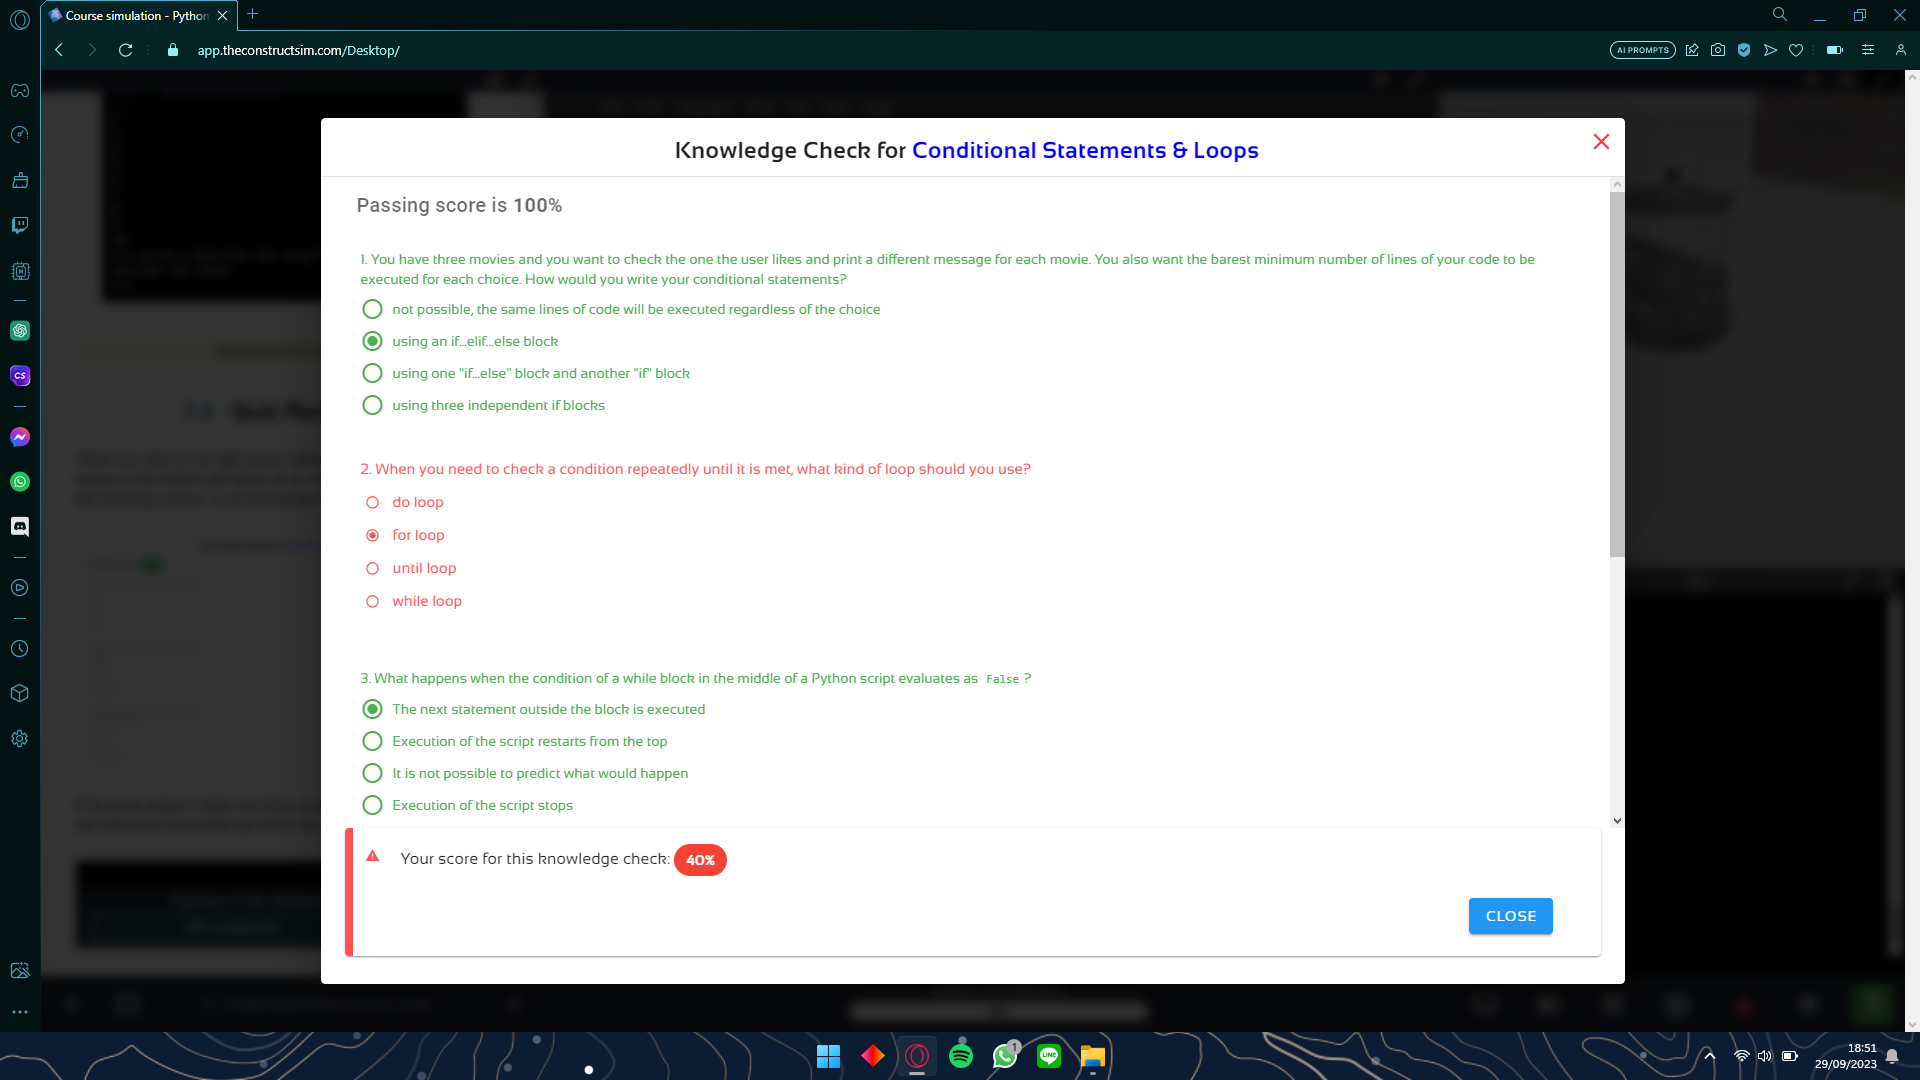 Course simulation - Python
app.theconstructsim.com/Desktop/
AI PROMPTS
Knowledge Check for Conditional Statements & Loops
Passing score is 100%
1. You have three movies and you want to check the one the user likes and print a different message for each movie. You also want the barest minimum number of lines of your code to be
executed for each choice. How would you write your conditional statements?
not possible, the same lines of code will be executed regardless of the choice
using an if...elif...else block
using one "if...else" block and another "if" block
using three independent if blocks
2. When you need to check a condition repeatedly until it is met, what kind of loop should you use?
do loop
for loop
until loop
while loop
3. What happens when the condition of a while block in the middle of a Python script evaluates as False ?
The next statement outside the block is executed
Execution of the script restarts from the top
It is not possible to predict what would happen
Execution of the script stops
Your score for this knowledge check: 40%
CLOSE
CS
1
LINE
18:51
29/09/2023